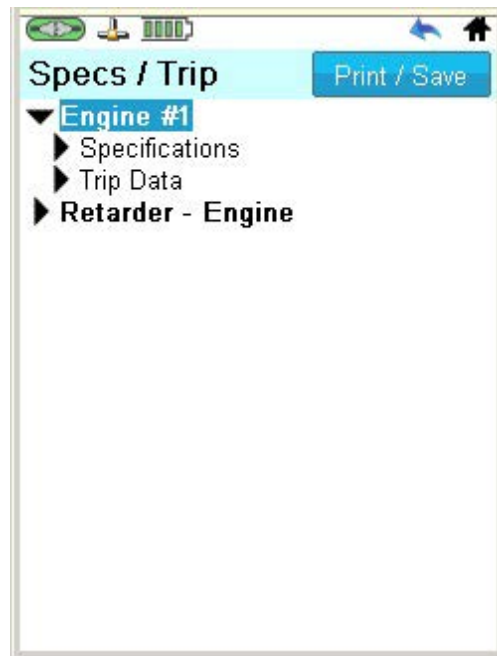 Specs / Trip
Print / Save
Engine #1
Specifications
Trip Data
Retarder - Engine